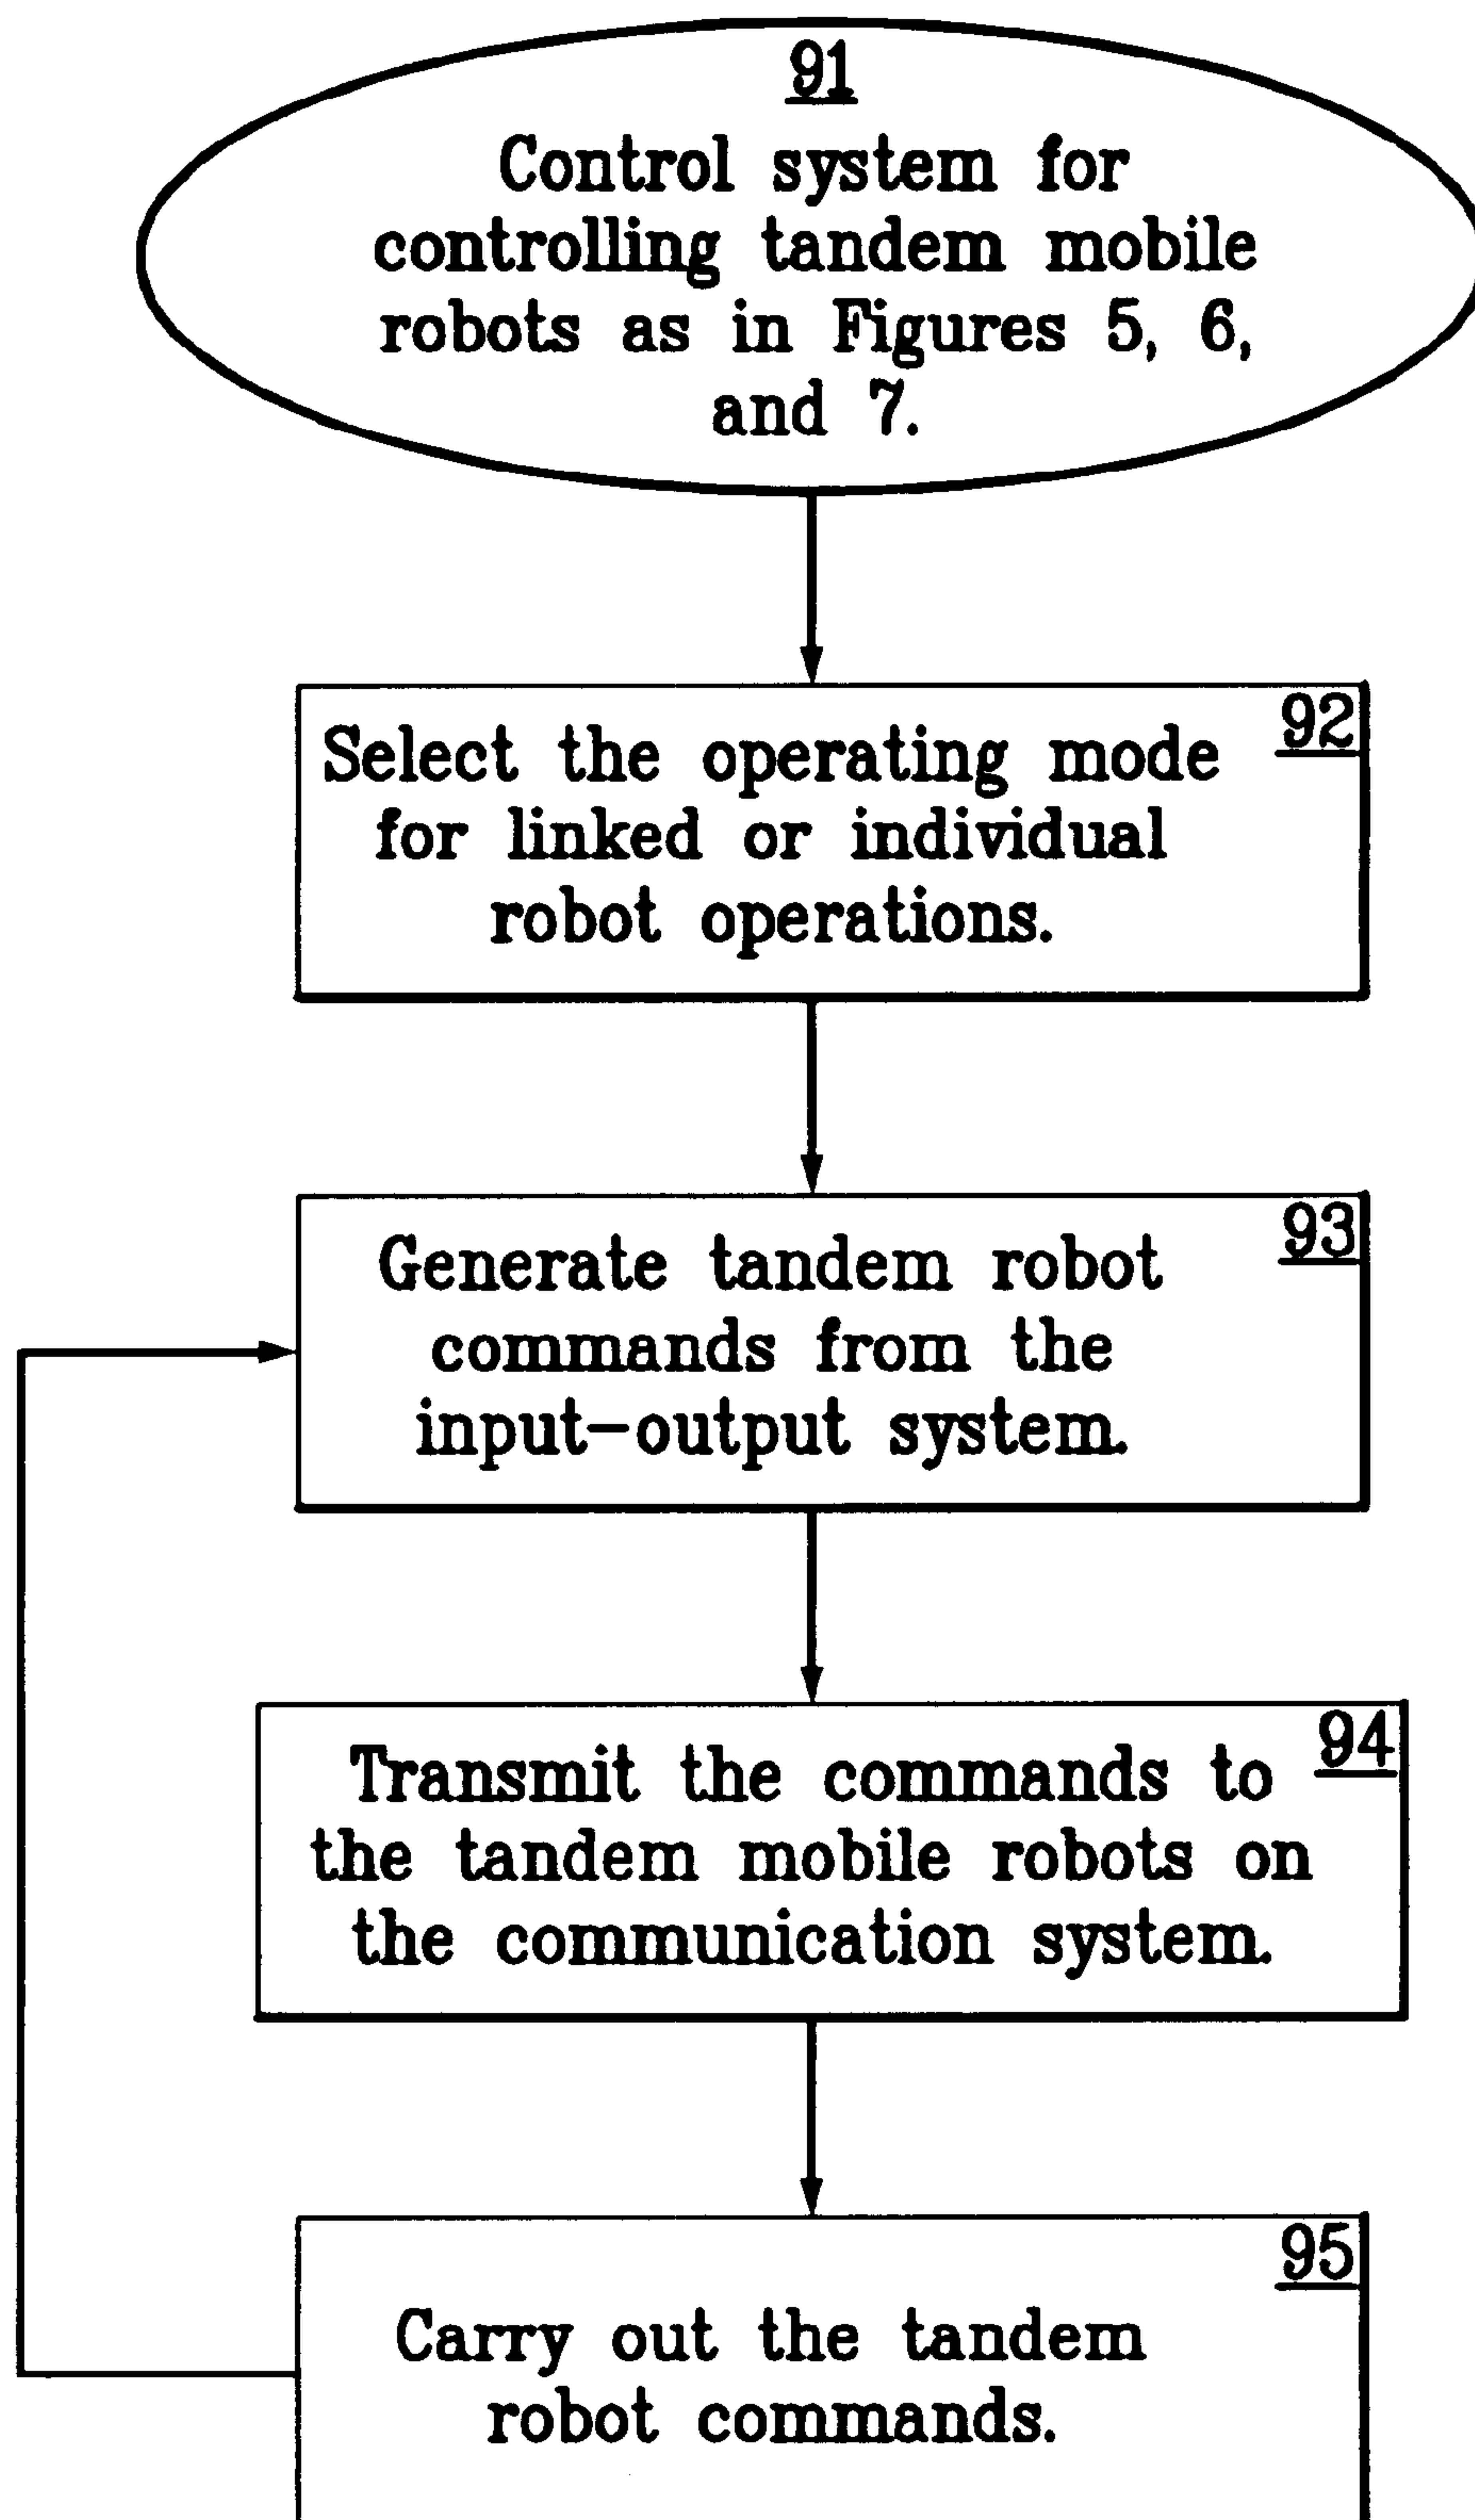 91
Control system for
controlling tandem mobile
robots as in Figures 5, 6,
and 7.
92
Select the operating mode
for linked or individual
robot operations.
93
Generate tandem robot
commands from the
input-output system.
94
Transmit the commands to
the tandem mobile robots on
the communication system.
95
Carry out the tandem
robot commands.